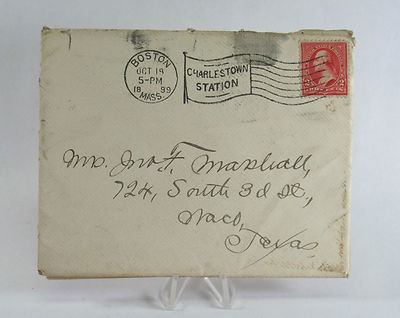 BOSTON
OCT 19
5-PM
18 99
MASS.
CHARLESTOWN
STATION
Mr. Jno. F. Marshall,
724, South 3d St.,
Waco,
Texas